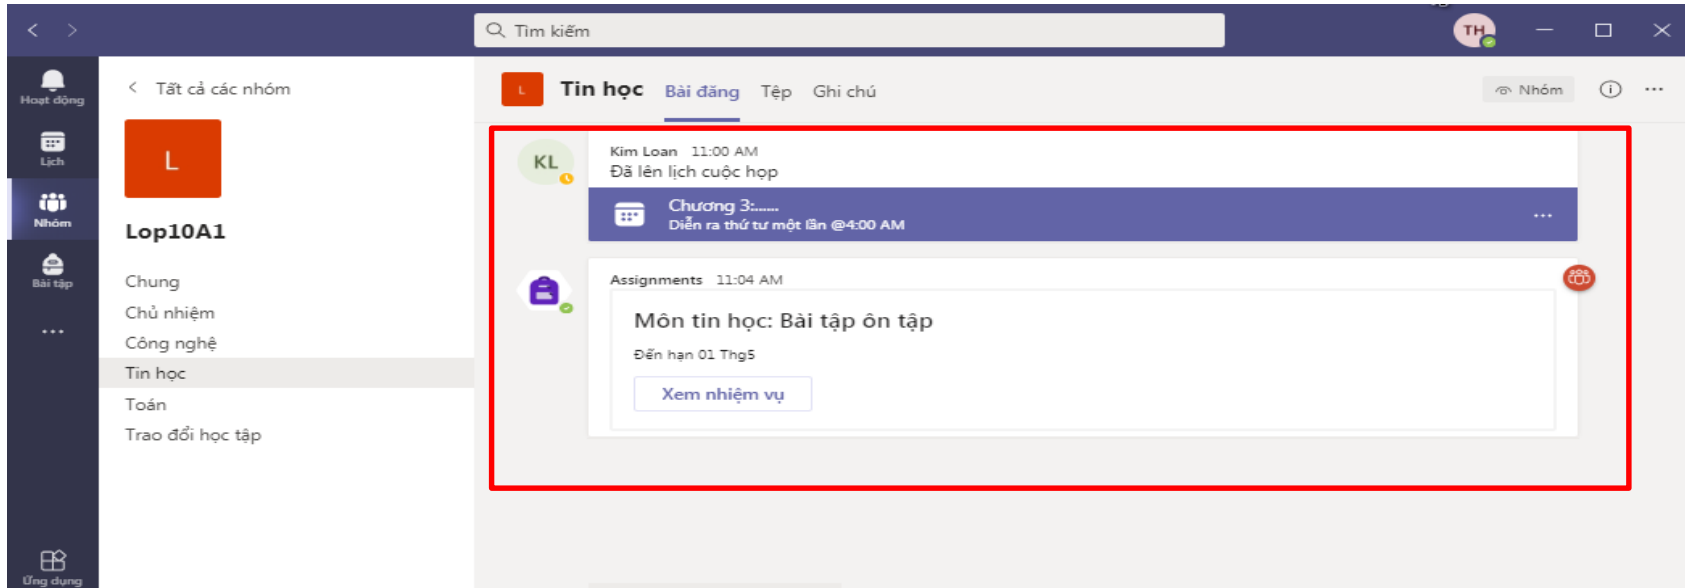 Tìm kiếm
TH
Hoạt động
Lịch
Nhóm
Bài tập
Ứng dụng
Tất cả các nhóm
L
Lop10A1
Chung
Chủ nhiệm
Công nghệ
Tin học
Toán
Trao đổi học tập
L
Tin học Bài đăng Tệp Ghi chú
Nhóm
KL
Kim Loan 11:00 AM
Đã lên lịch cuộc họp
Chương 3:......
Diễn ra thứ tư một lần @4:00 AM
Assignments 11:04 AM
Môn tin học: Bài tập ôn tập
Đến hạn 01 Thg5
Xem nhiệm vụ